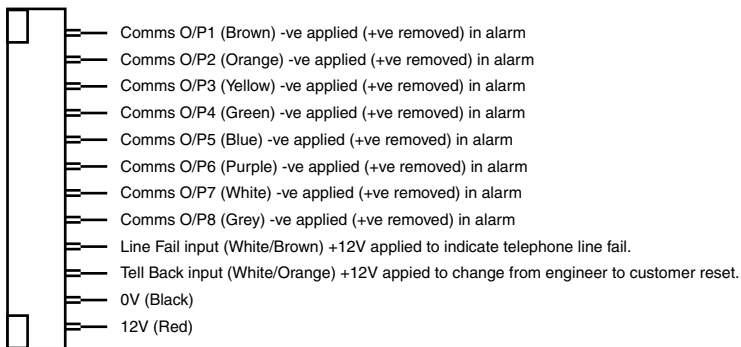 Comms O/P1 (Brown) -ve applied (+ve removed) in alarm
Comms O/P2 (Orange) -ve applied (+ve removed) in alarm
Comms O/P3 (Yellow) -ve applied (+ve removed) in alarm
Comms O/P4 (Green) -ve applied (+ve removed) in alarm
Comms O/P5 (Blue) -ve applied (+ve removed) in alarm
Comms O/P6 (Purple) -ve applied (+ve removed) in alarm
Comms O/P7 (White) -ve applied (+ve removed) in alarm
Comms O/P8 (Grey) -ve applied (+ve removed) in alarm
Line Fail input (White/Brown) +12V applied to indicate telephone line fail.
Tell Back input (White/Orange) +12V appied to change from engineer to customer reset.
0V (Black)
12V (Red)